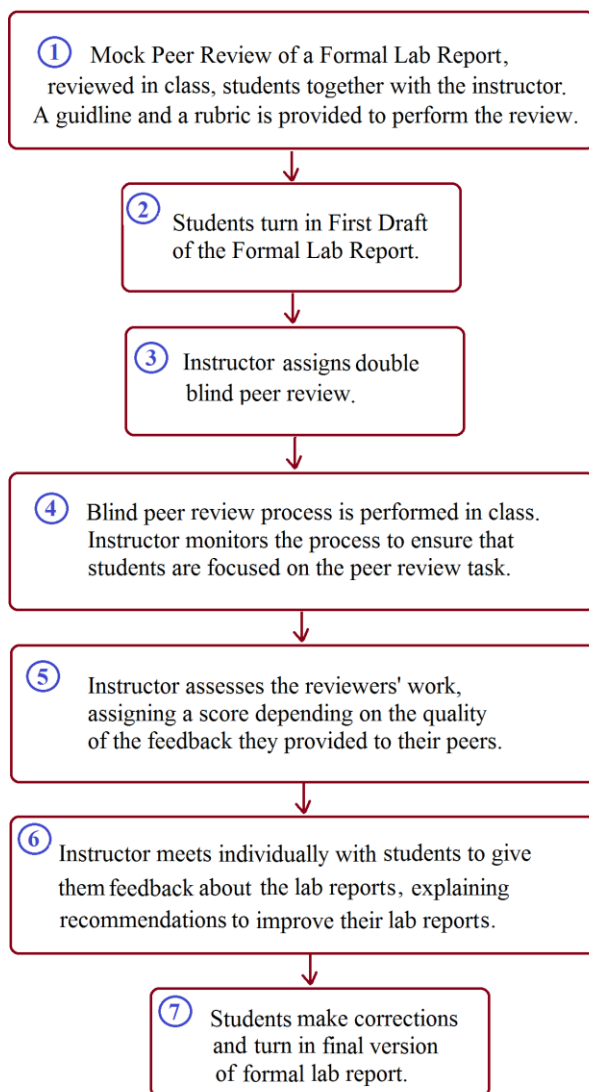 1 Mock Peer Review of a Formal Lab Report,
reviewed in class, students together with the instructor.
A guidline and a rubric is provided to perform the review.
2 Students turn in First Draft
of the Formal Lab Report.
3 Instructor assigns double
blind peer review.
4 Blind peer review process is performed in class.
Instructor monitors the process to ensure that
students are focused on the peer review task.
5 Instructor assesses the reviewers' work,
assigning a score depending on the quality
of the feedback they provided to their peers.
6 Instructor meets individually with students to give
them feedback about the lab reports, explaining
recommendations to improve their lab reports.
7 Students make corrections
and turn in final version
of formal lab report.